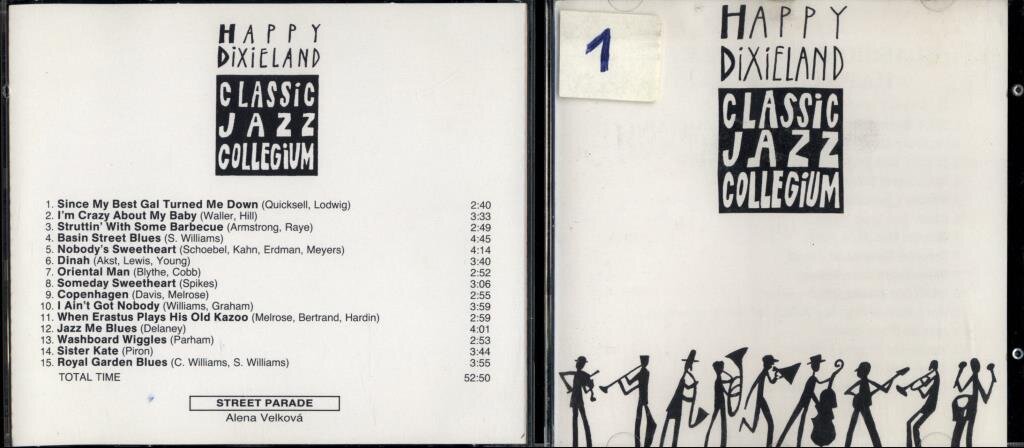 HAPPY
DiXiELAND
CLASSiC
JAZZ
COLLEGiUM
1. Since My Best Gal Turned Me Down (Quicksell, Lodwig) 2:40
2. I'm Crazy About My Baby (Waller, Hill) 3:33
3. Struttin' With Some Barbecue (Armstrong, Raye) 2:49
4. Basin Street Blues (S. Williams) 4:45
5. Nobody's Sweetheart (Schoebel, Kahn, Erdman, Meyers) 4:14
6. Dinah (Akst, Lewis, Young) 3:40
7. Oriental Man (Blythe, Cobb) 2:52
8. Someday Sweetheart (Spikes) 3:06
9. Copenhagen (Davis, Melrose) 2:55
10. I Ain't Got Nobody (Williams, Graham) 3:59
11. When Erastus Plays His Old Kazoo (Melrose, Bertrand, Hardin) 2:59
12. Jazz Me Blues (Delaney) 4:01
13. Washboard Wiggles (Parham) 2:53
14. Sister Kate (Piron) 3:44
15. Royal Garden Blues (C. Williams, S. Williams) 3:55
TOTAL TIME 52:50
STREET PARADE
Alena Velková
1
HAPPY
DiXiELAND
CLASSiC
JAZZ
COLLEGiUM